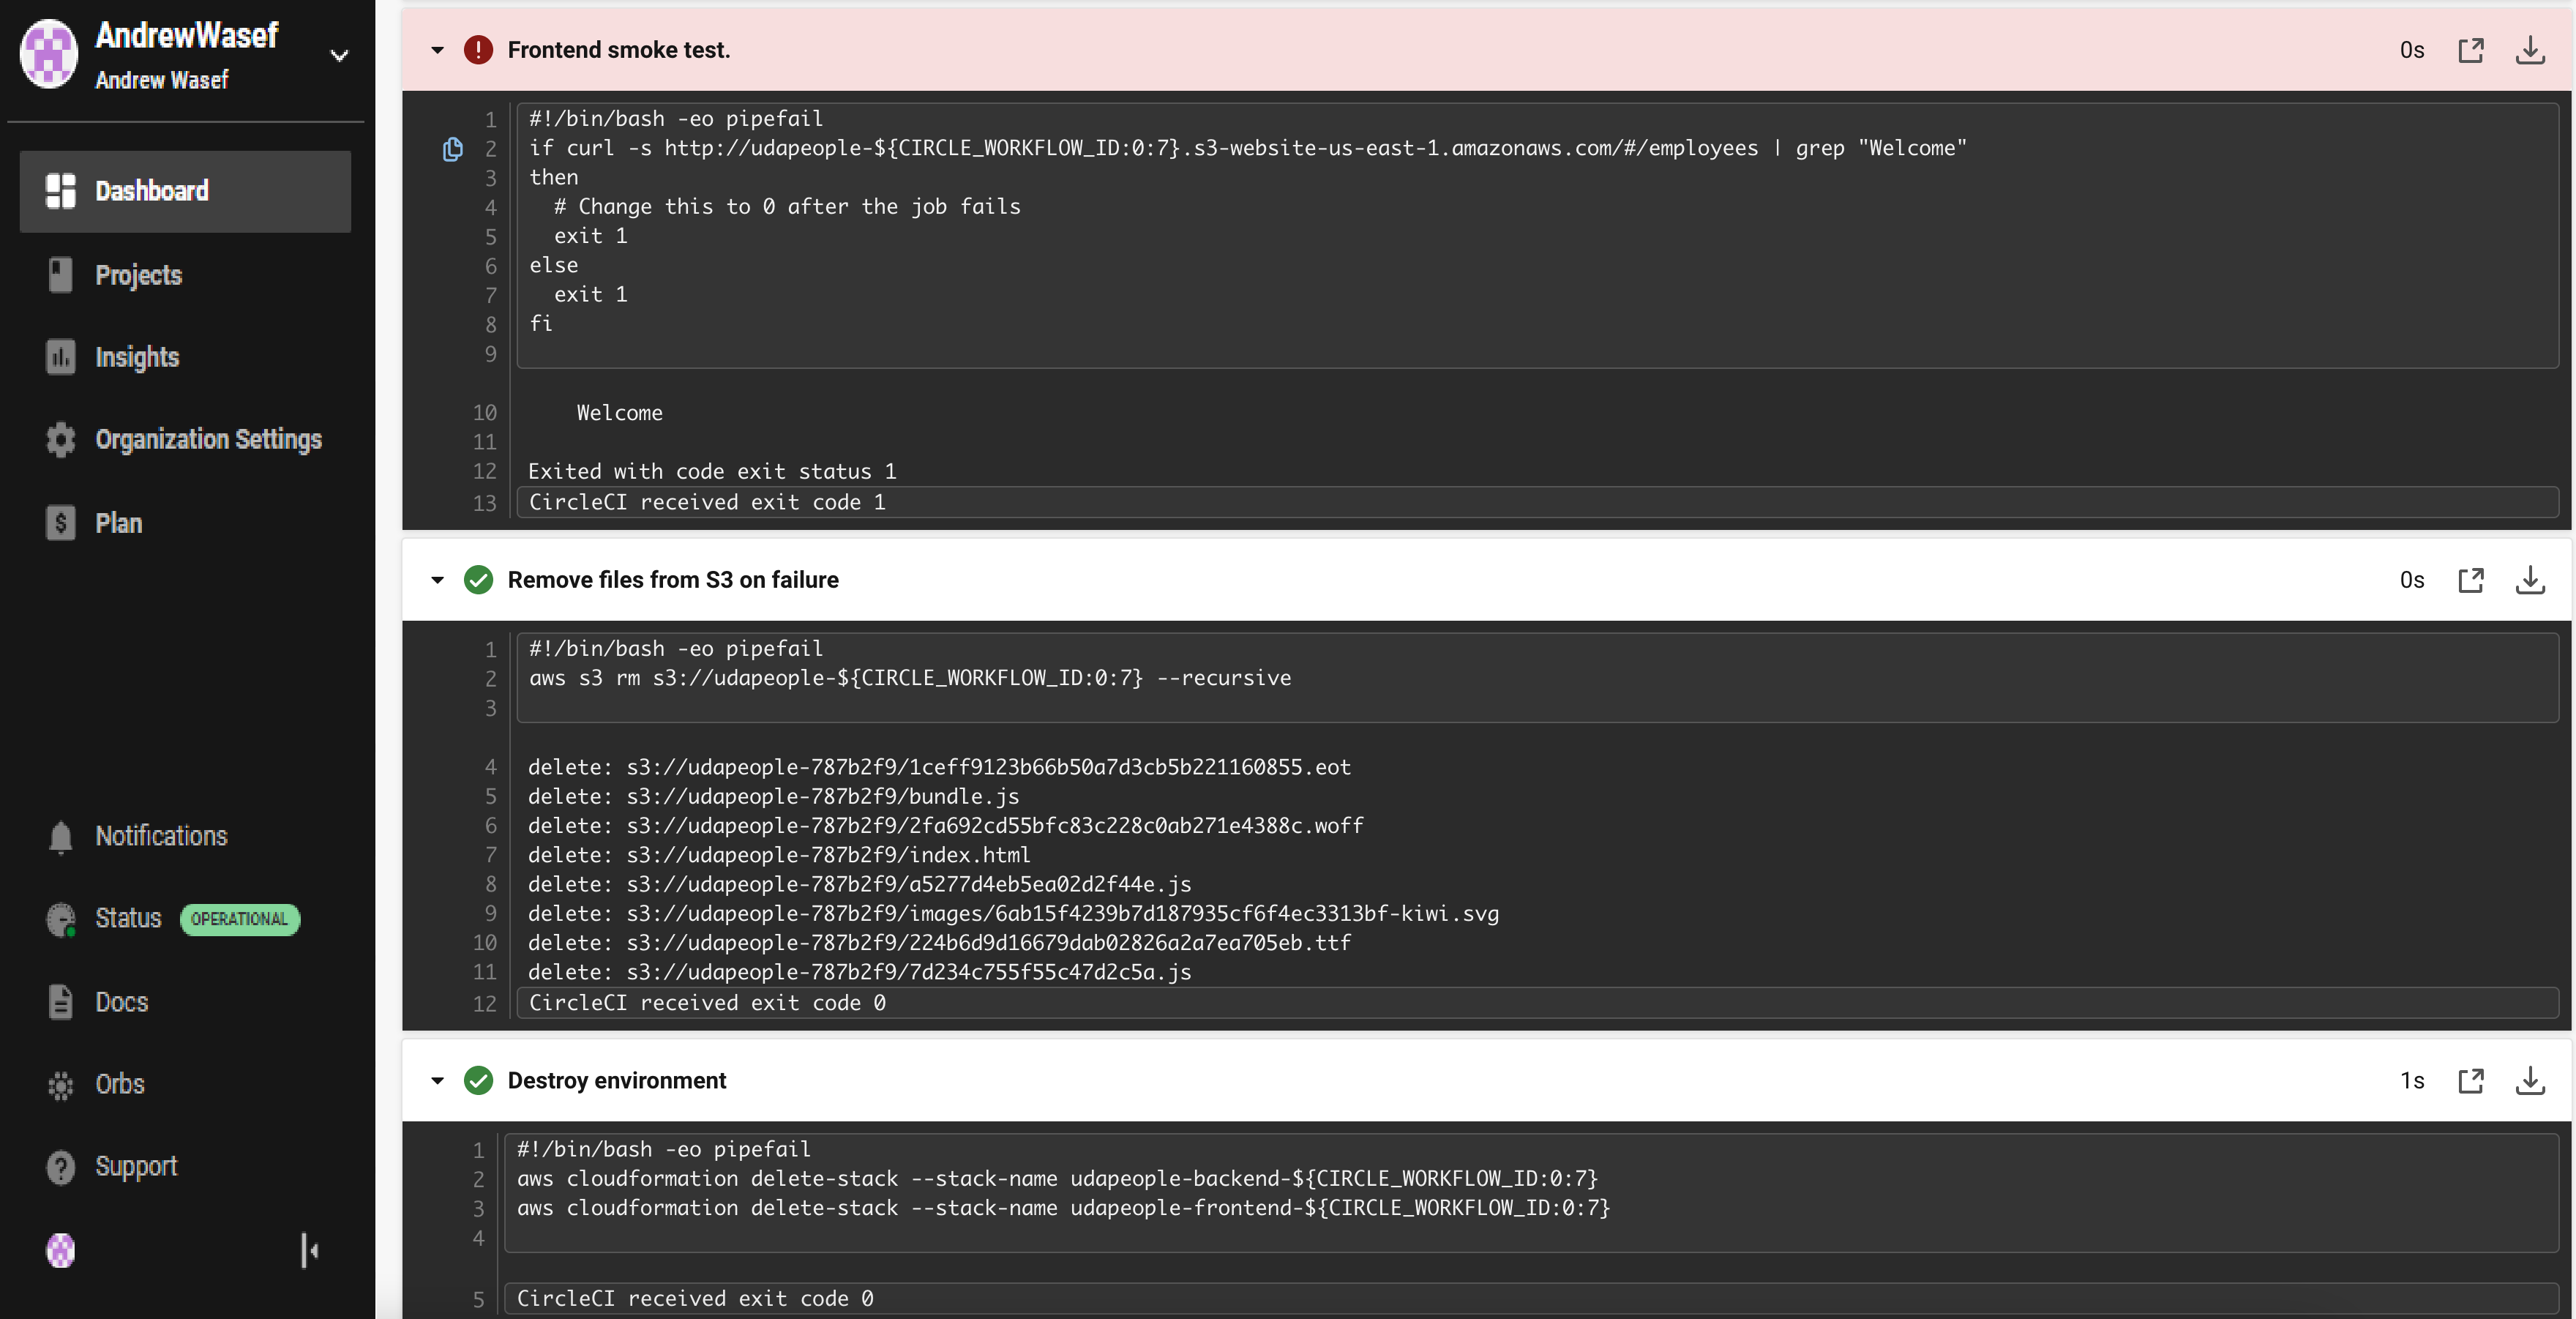 AndrewWasef
Andrew Wasef
Dashboard
Projects
Insights
Organization Settings
Plan
Notifications
Status OPERATIONAL
Docs
Orbs
Support
Frontend smoke test. 0s
1 #!/bin/bash -eo pipefail
2 if curl -s http://udapeople-${CIRCLE_WORKFLOW_ID:0:7}.s3-website-us-east-1.amazonaws.com/#/employees | grep "Welcome"
3 then
4   # Change this to 0 after the job fails
5   exit 1
6 else
7   exit 1
8 fi
9
10     Welcome
11
12 Exited with code exit status 1
13 CircleCI received exit code 1
Remove files from S3 on failure 0s
1 #!/bin/bash -eo pipefail
2 aws s3 rm s3://udapeople-${CIRCLE_WORKFLOW_ID:0:7} --recursive
3
4 delete: s3://udapeople-787b2f9/1ceff9123b66b50a7d3cb5b221160855.eot
5 delete: s3://udapeople-787b2f9/bundle.js
6 delete: s3://udapeople-787b2f9/2fa692cd55bfc83c228c0ab271e4388c.woff
7 delete: s3://udapeople-787b2f9/index.html
8 delete: s3://udapeople-787b2f9/a5277d4eb5ea02d2f44e.js
9 delete: s3://udapeople-787b2f9/images/6ab15f4239b7d187935cf6f4ec3313bf-kiwi.svg
10 delete: s3://udapeople-787b2f9/224b6d9d16679dab02826a2a7ea705eb.ttf
11 delete: s3://udapeople-787b2f9/7d234c755f55c47d2c5a.js
12 CircleCI received exit code 0
Destroy environment 1s
1 #!/bin/bash -eo pipefail
2 aws cloudformation delete-stack --stack-name udapeople-backend-${CIRCLE_WORKFLOW_ID:0:7}
3 aws cloudformation delete-stack --stack-name udapeople-frontend-${CIRCLE_WORKFLOW_ID:0:7}
4
5 CircleCI received exit code 0